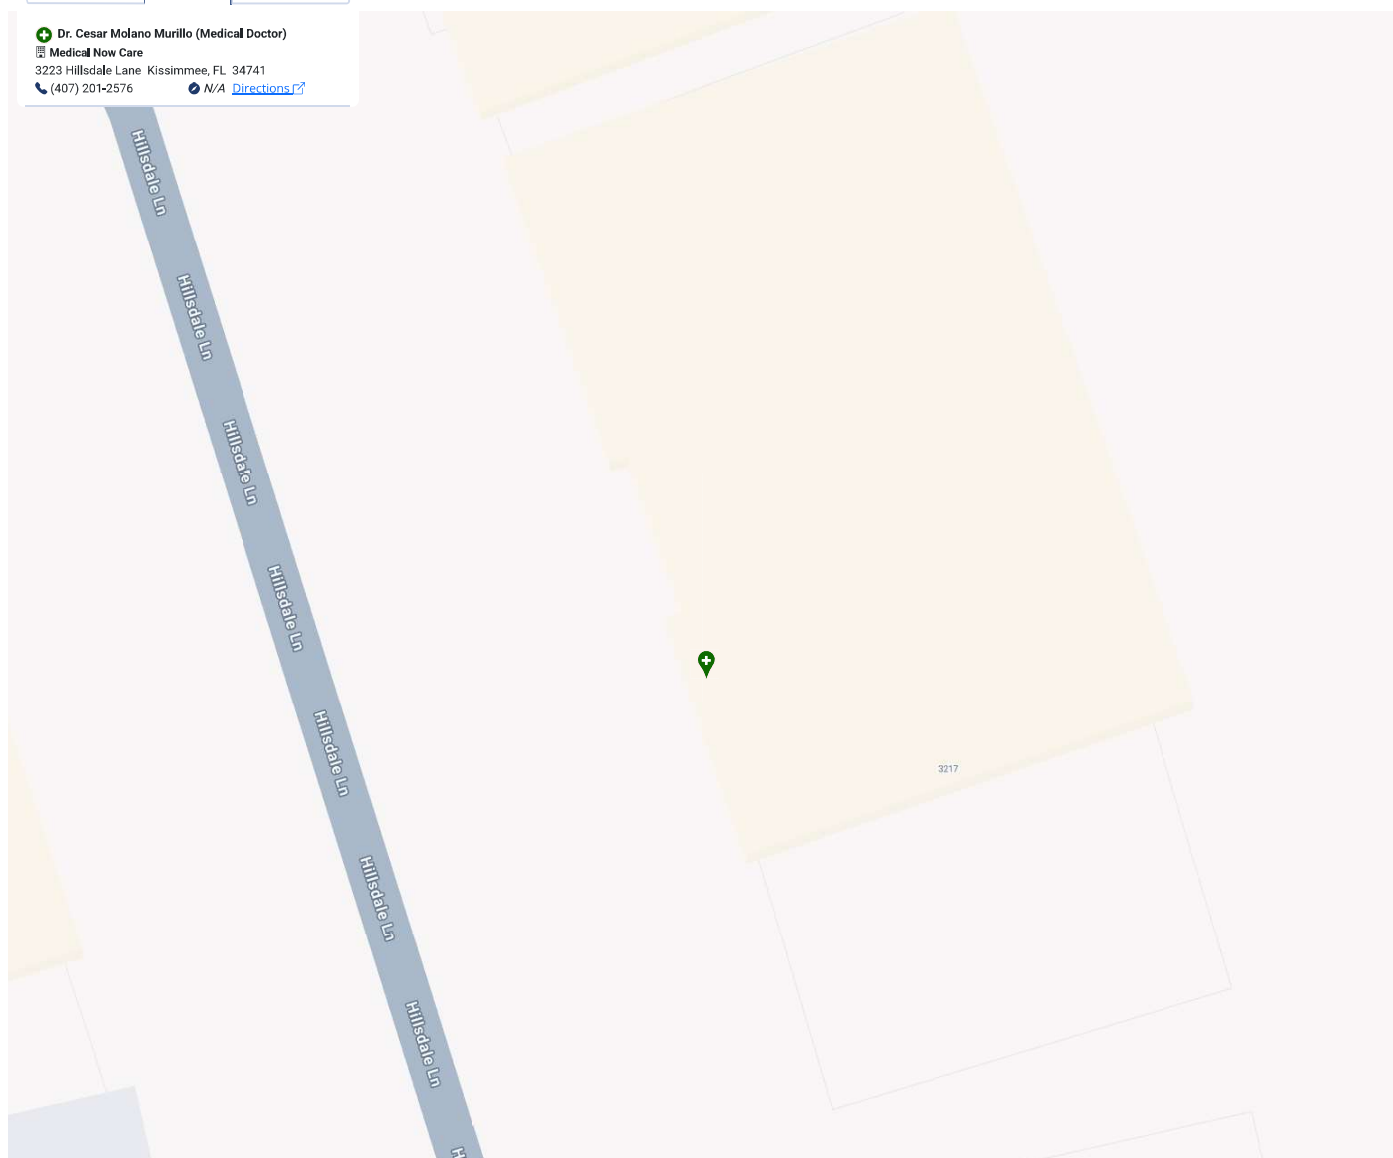 Dr. Cesar Molano Murillo (Medical Doctor)
Medical Now Care
3223 Hillsdale Lane Kissimmee, FL 34741
(407) 201-2576 N/A Directions
Hillsdale Ln
Hillsdale Ln
Hillsdale Ln
Hillsdale Ln
Hillsdale Ln
3217
Hillsdale Ln
Hillsdale Ln
H